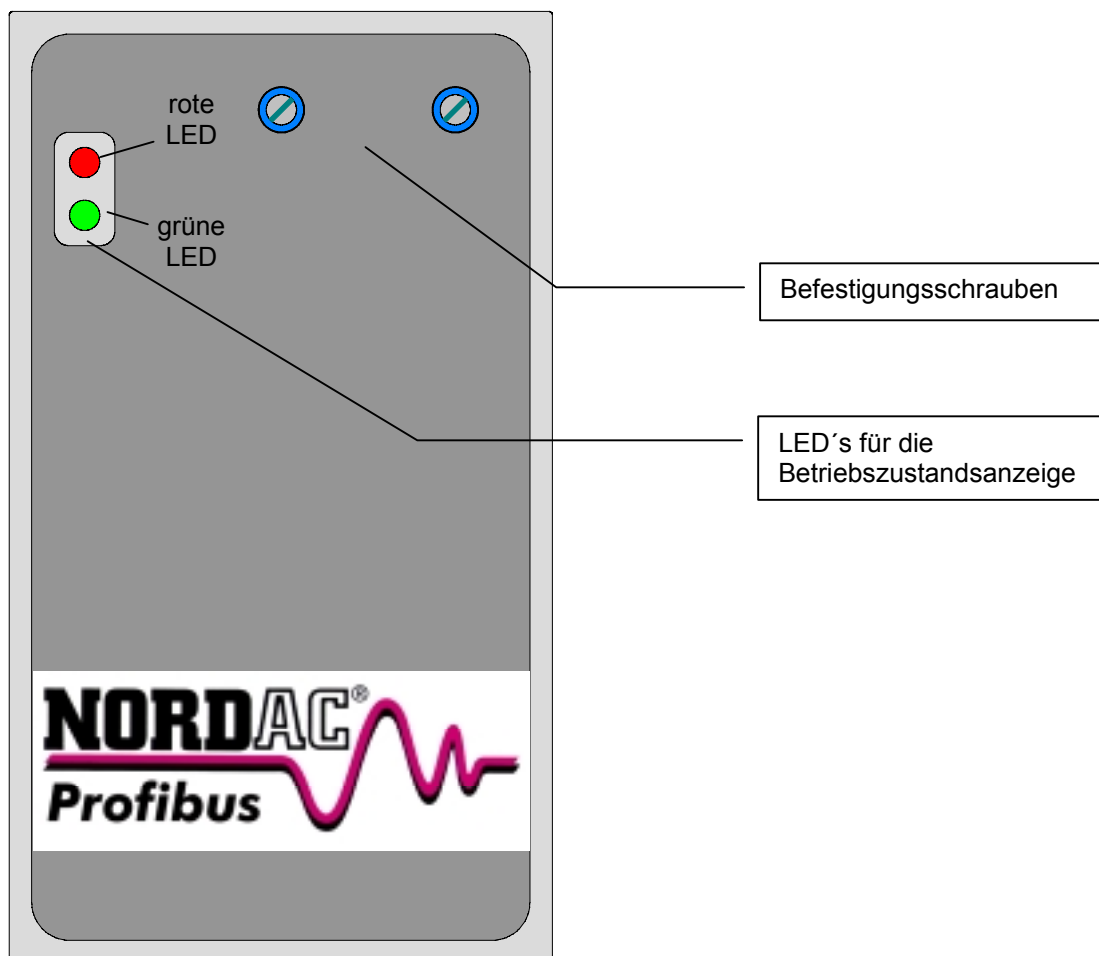 rote
LED
grüne
LED
Befestigungsschrauben
LED´s für die
Betriebszustandsanzeige
NORDAC®
Profibus